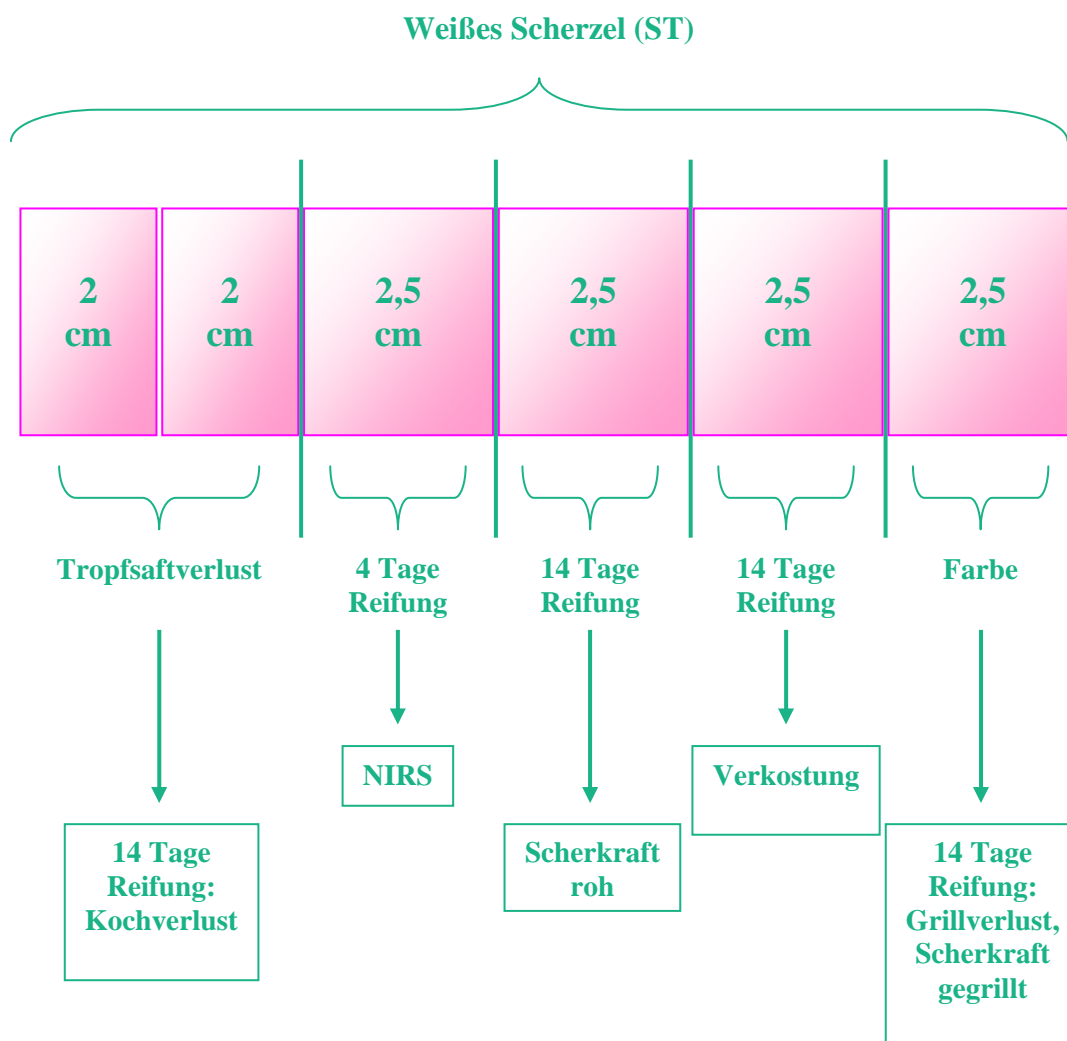 Weißes Scherzel (ST)
2
cm
2
cm
2,5
cm
2,5
cm
2,5
cm
2,5
cm
Tropfsaftverlust
4 Tage
Reifung
14 Tage
Reifung
14 Tage
Reifung
Farbe
NIRS
Verkostung
14 Tage
Reifung:
Kochverlust
Scherkraft
roh
14 Tage
Reifung:
Grillverlust,
Scherkraft
gegrillt